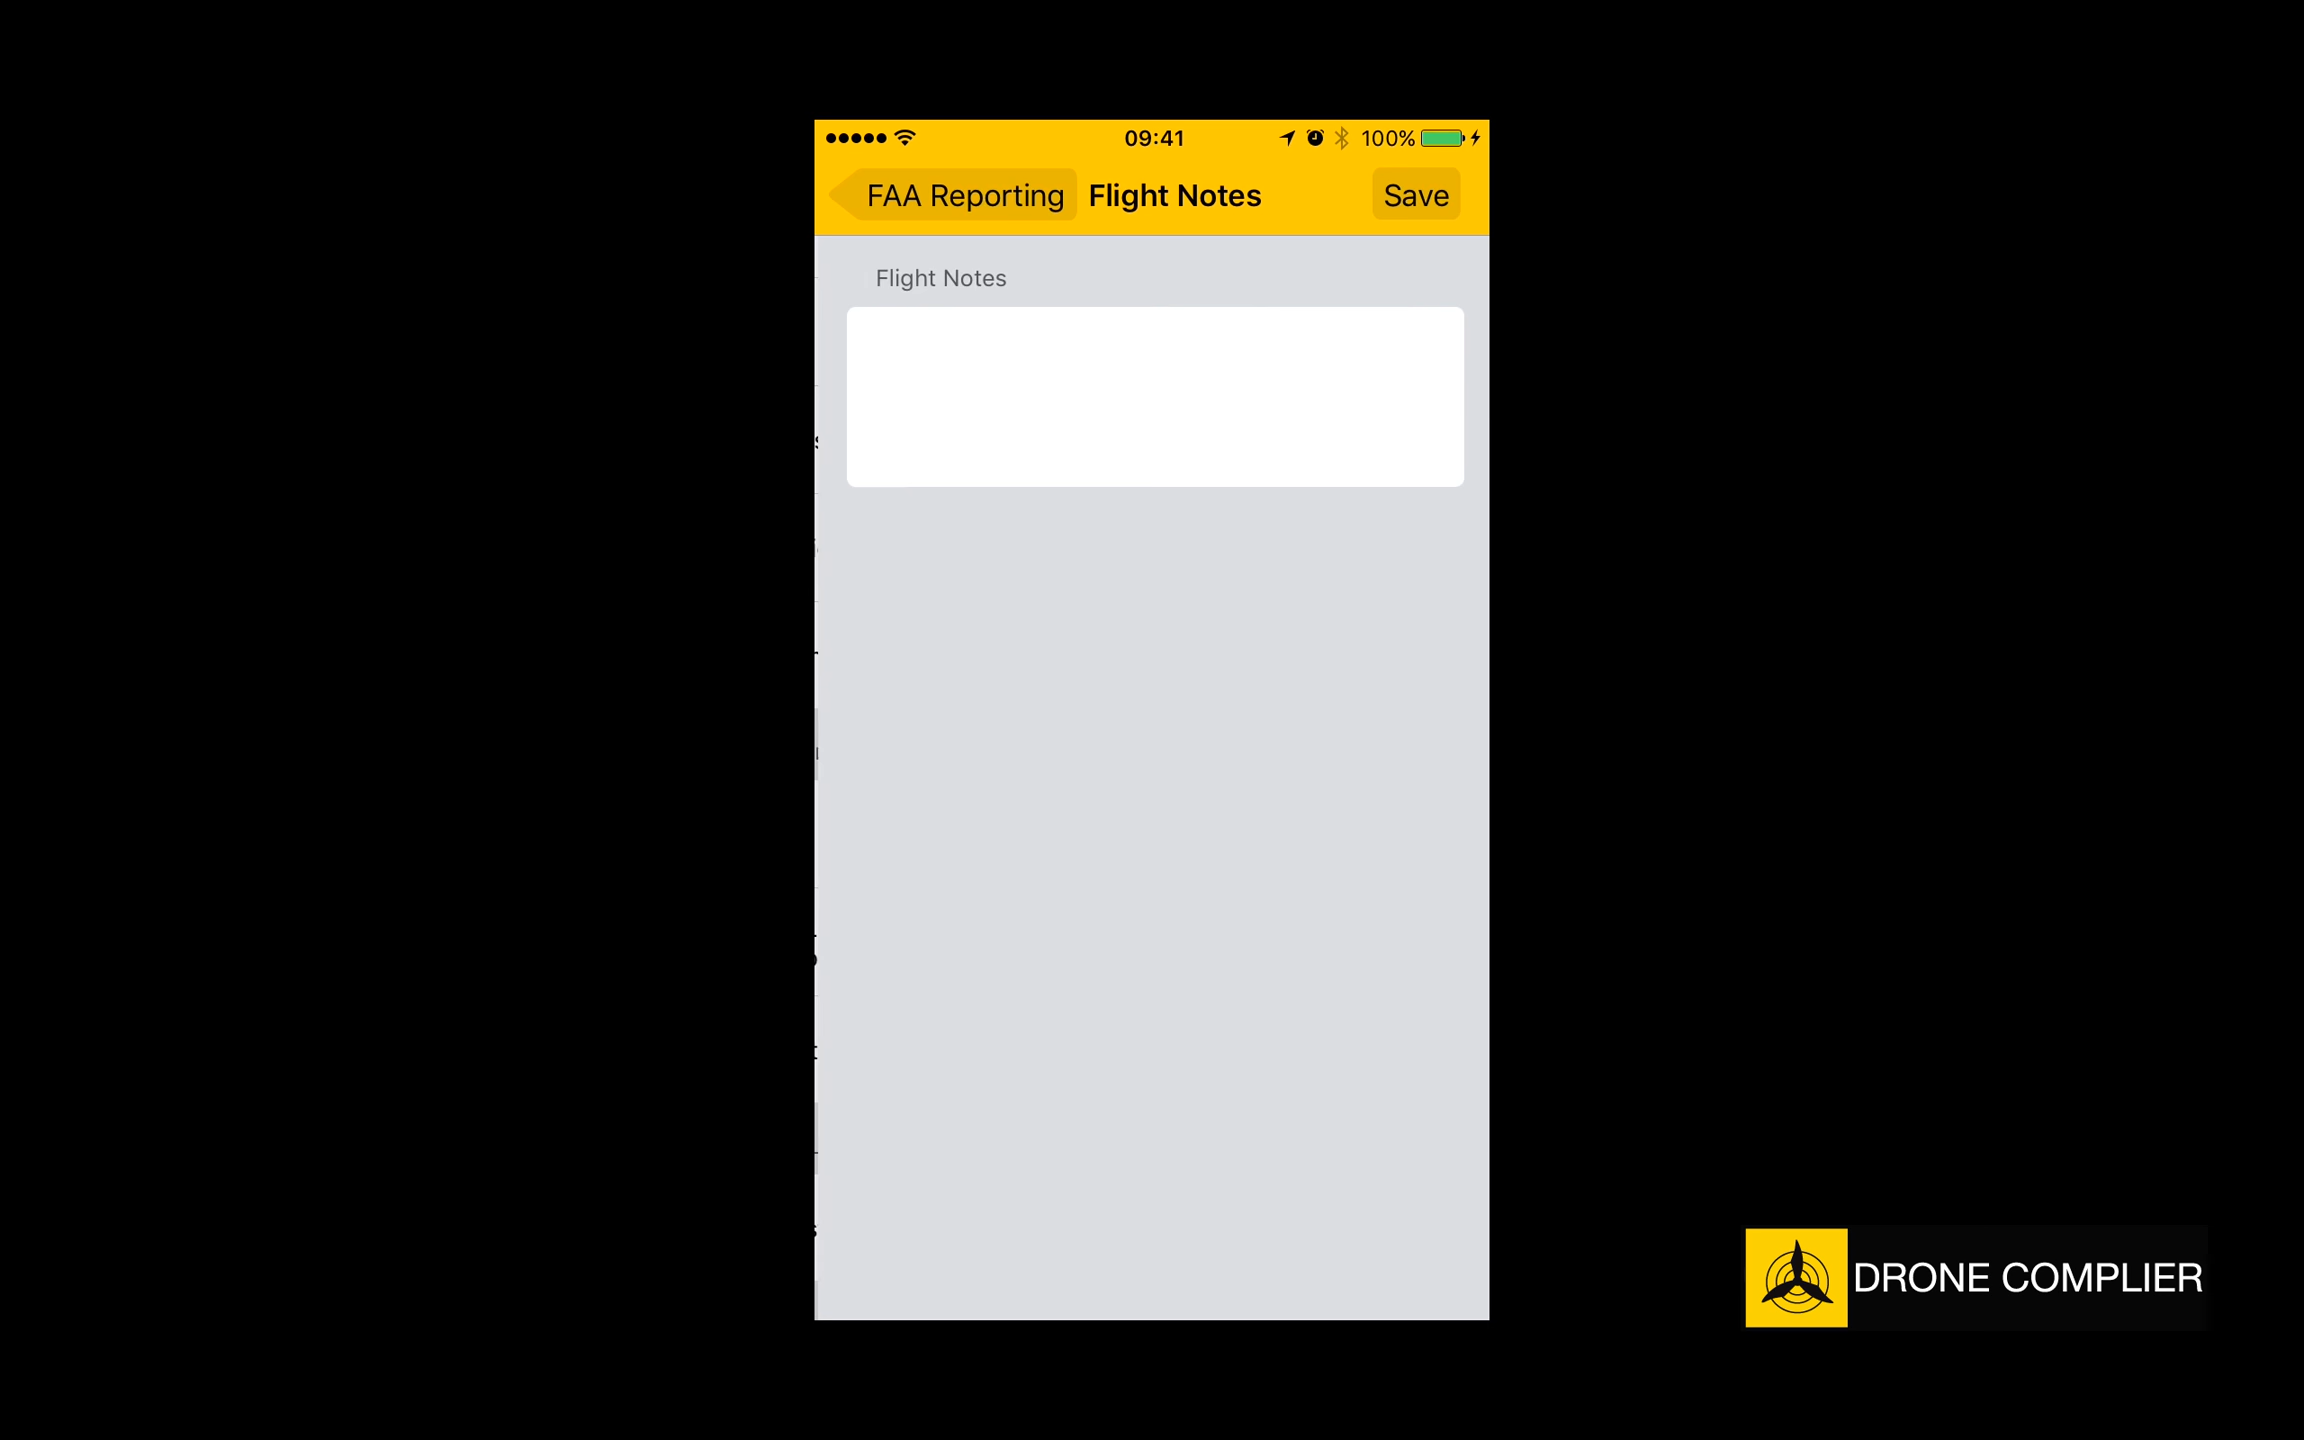 09:41
100%
FAA Reporting
Flight Notes
Save
Flight Notes
DRONE COMPLIER